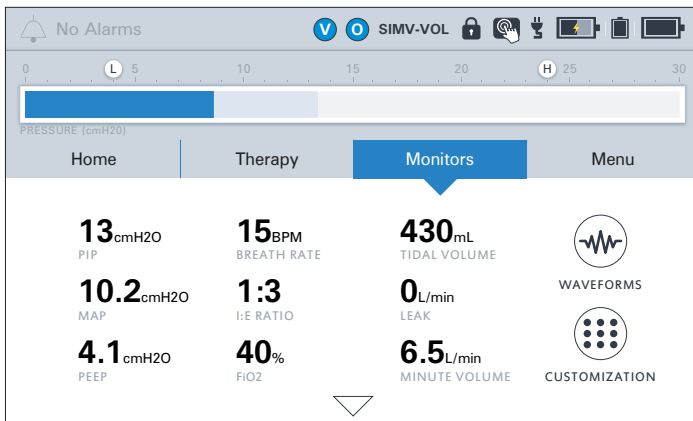 No Alarms V O SIMV-VOL
0 L 5 10 15 20 H 25 30
PRESSURE (cmH20)
Home Therapy Monitors Menu
13cmH2O 15BPM 430mL
PIP BREATH RATE TIDAL VOLUME
WAVEFORMS
10.2cmH2O 1:3 0L/min
MAP I:E RATIO LEAK
4.1cmH2O 40% 6.5L/min
PEEP FiO2 MINUTE VOLUME CUSTOMIZATION